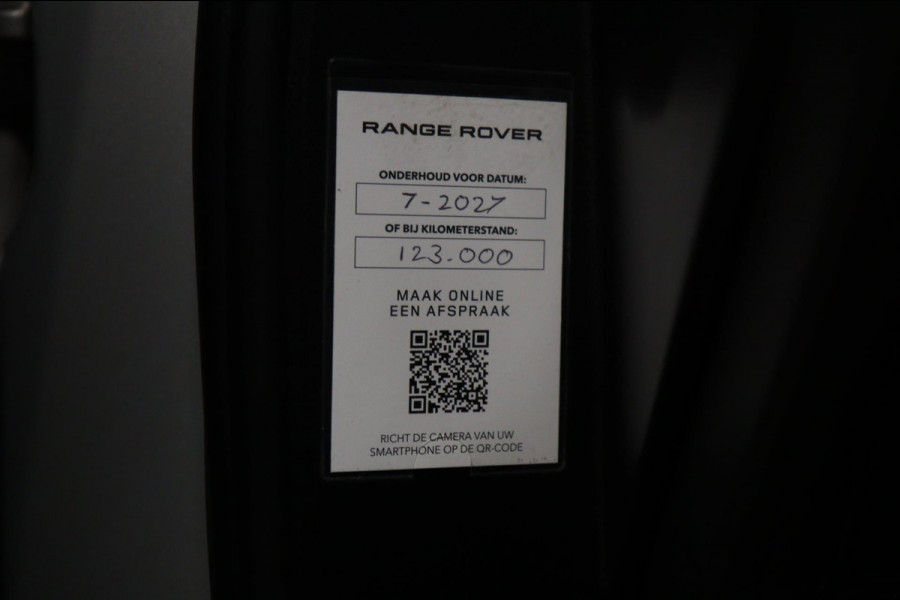 RANGE ROVER
ONDERHOUD VOOR DATUM:
7-2027
OF BIJ KILOMETERSTAND:
123.000
MAAK ONLINE
EEN AFSPRAAK
RICHT DE CAMERA VAN UW
SMARTPHONE OP DE QR-CODE